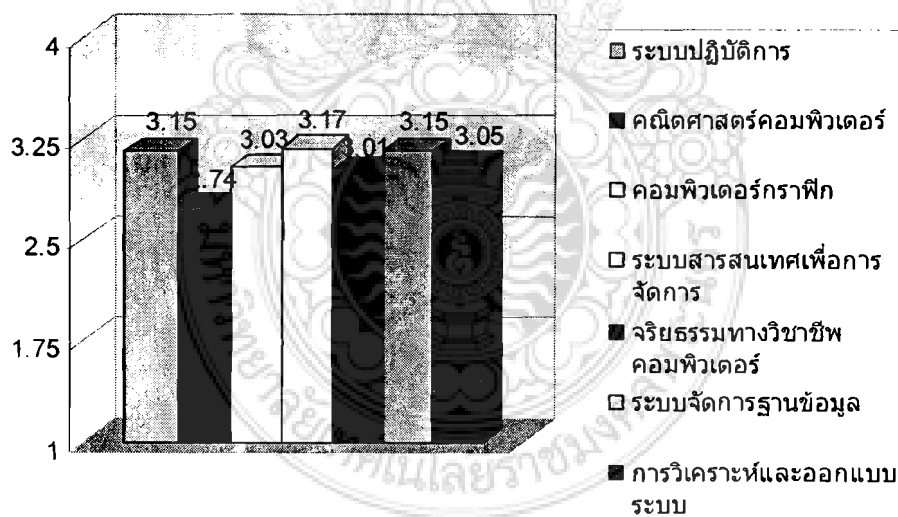 4
3.25
2.5
1.75
1
3.15
.74
3.03
3.17
3.01
3.15
3.05
ระบบปฏิบัติการ
คณิตศาสตร์คอมพิวเตอร์
คอมพิวเตอร์กราฟิก
ระบบสารสนเทศเพื่อการ
จัดการ
จริยธรรมทางวิชาชีพ
คอมพิวเตอร์
ระบบจัดการฐานข้อมูล
การวิเคราะห์และออกแบบ
ระบบ